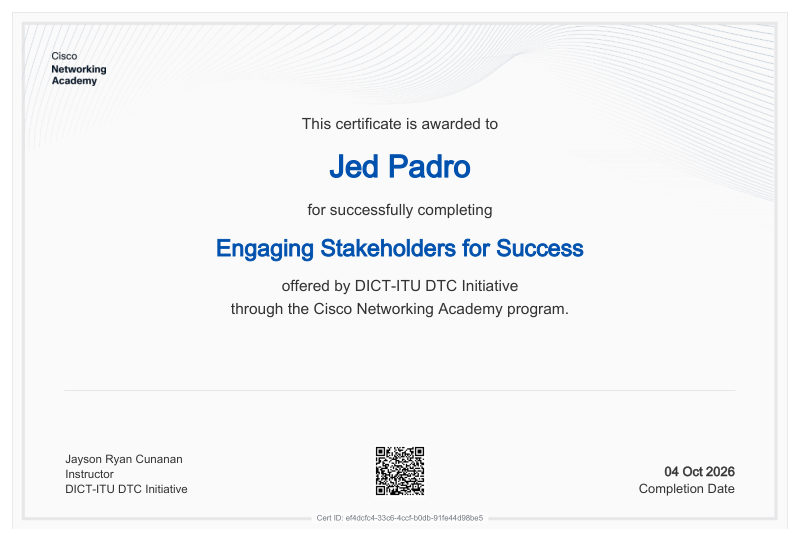 Cisco
Networking
Academy
This certificate is awarded to
Jed Padro
for successfully completing
Engaging Stakeholders for Success
offered by DICT-ITU DTC Initiative
through the Cisco Networking Academy program.
Jayson Ryan Cunanan
Instructor
DICT-ITU DTC Initiative
04 Oct 2026
Completion Date
Cert ID: ef4dcfc4-33c6-4ccf-b0db-91fe44d98be5